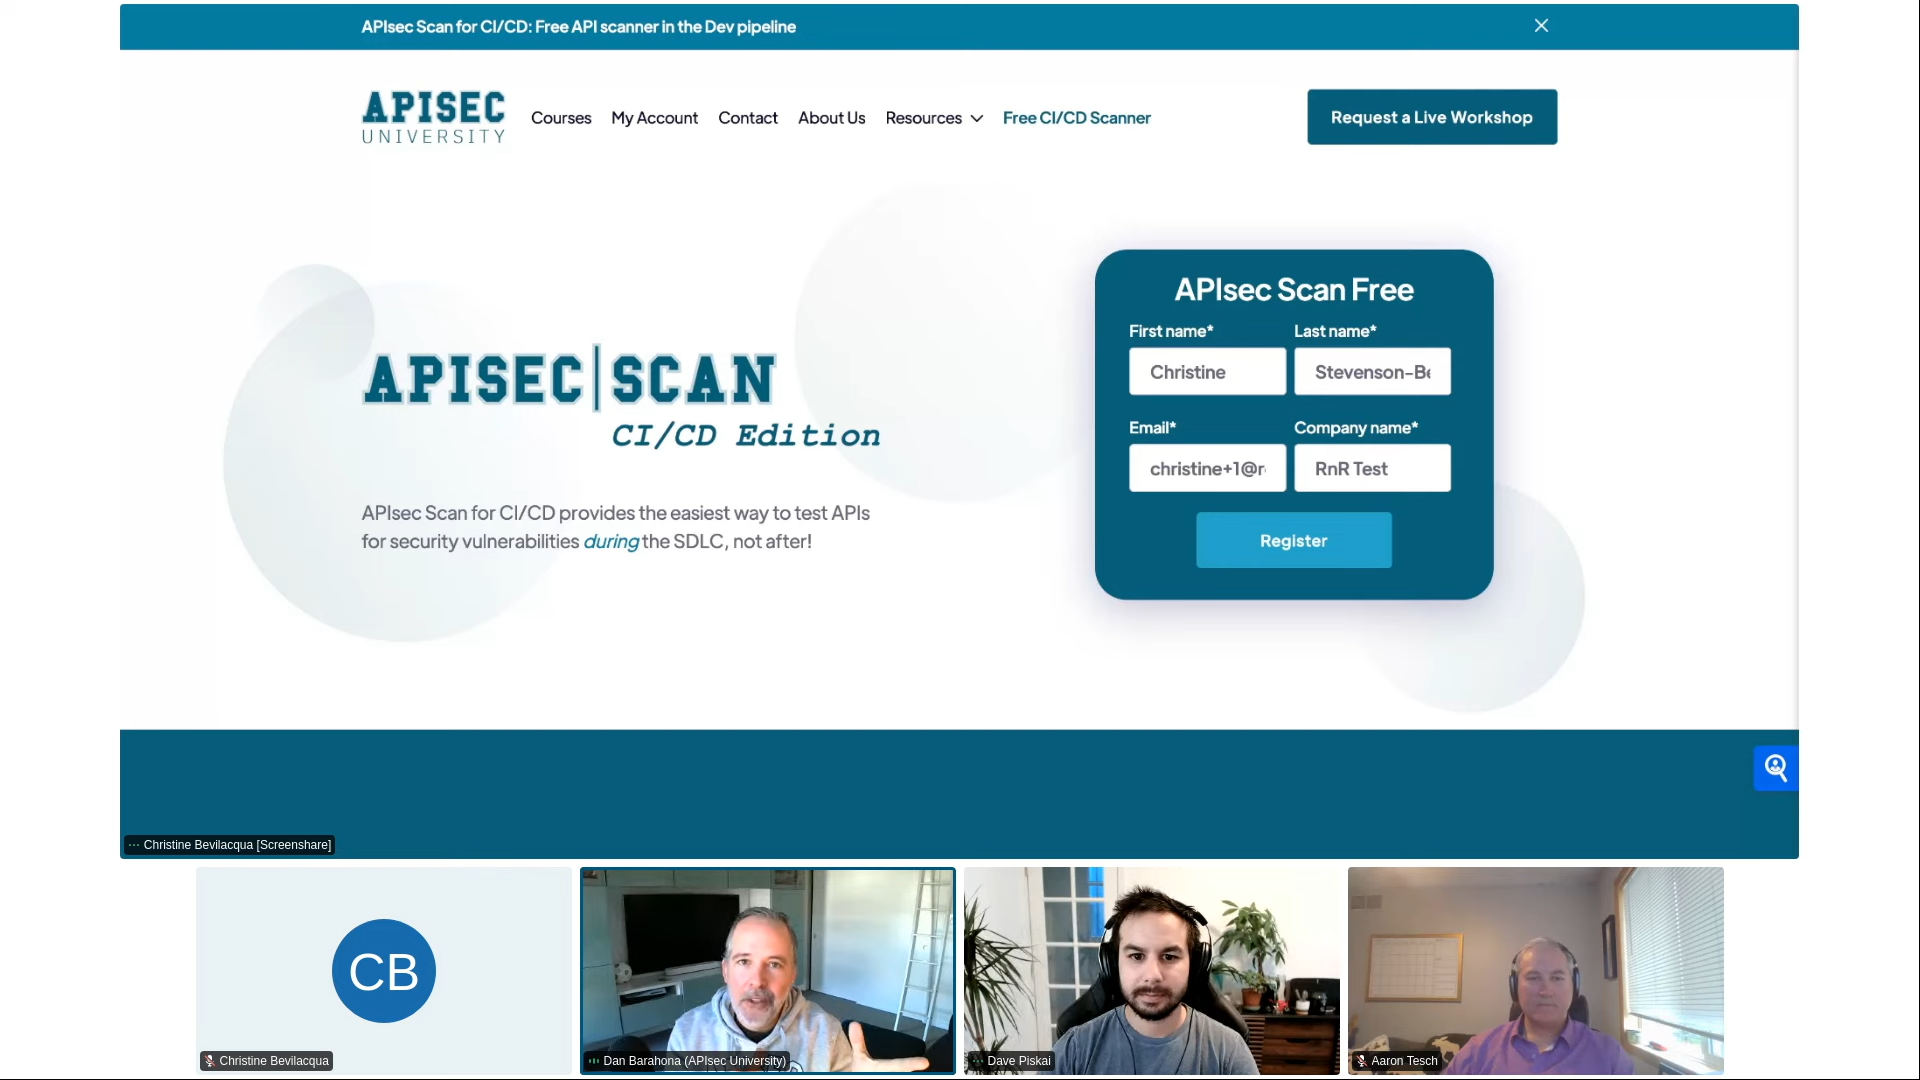 APIsec Scan for CI/CD: Free API scanner in the Dev pipeline
APISEC
UNIVERSITY
Courses My Account Contact About Us Resources Free CI/CD Scanner
Request a Live Workshop
APISEC|SCAN
CI/CD Edition
APIsec Scan for CI/CD provides the easiest way to test APIs
for security vulnerabilities during the SDLC, not after!
APIsec Scan Free
First name* Last name*
Christine Stevenson-Be
Email* Company name*
christine+1@r RnR Test
Register
Christine Bevilacqua [Screenshare]
CB
Christine Bevilacqua
Dan Barahona (APIsec University)
Dave Piskai
Aaron Tesch